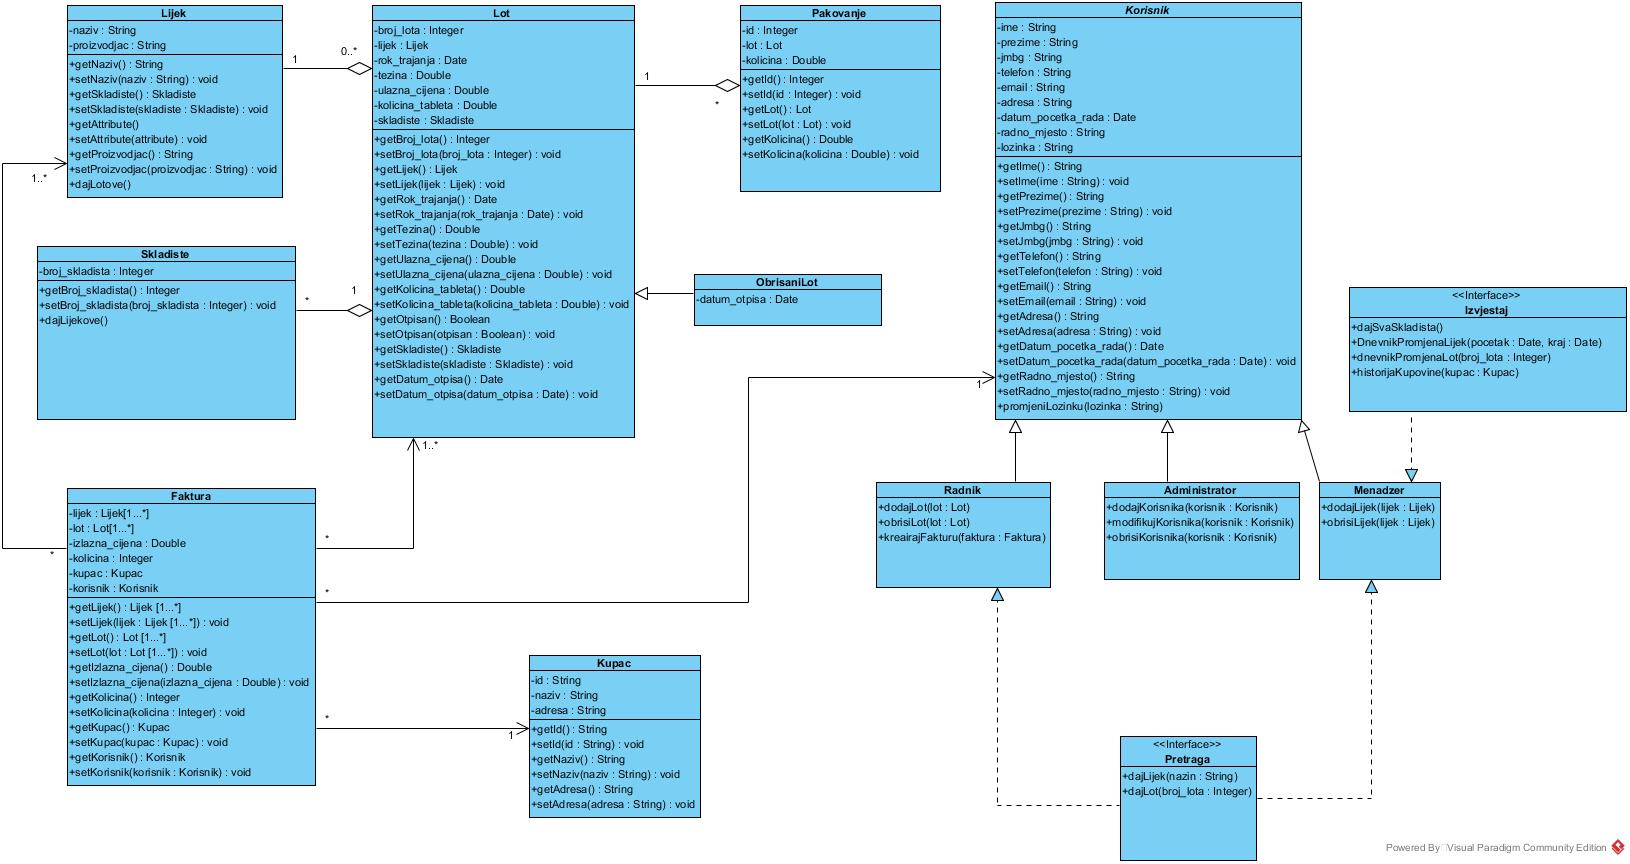 Lijek
-naziv : String
-proizvodjac : String
+getNaziv() : String
+setNaziv(naziv : String) : void
+getSkladiste() : Skladiste
+setSkladiste(skladiste : Skladiste) : void
+getAttribute()
+setAttribute(attribute) : void
+getProizvodjac() : String
+setProizvodjac(proizvodjac : String) : void
+dajLotove()
1
0..*
1..*
Lot
-broj_lota : Integer
-lijek : Lijek
-rok_trajanja : Date
-tezina : Double
-ulazna_cijena : Double
-kolicina_tableta : Double
-skladiste : Skladiste
+getBroj_lota() : Integer
+setBroj_lota(broj_lota : Integer) : void
+getLijek() : Lijek
+setLijek(lijek : Lijek) : void
+getRok_trajanja() : Date
+setRok_trajanja(rok_trajanja : Date) : void
+getTezina() : Double
+setTezina(tezina : Double) : void
+getUlazna_cijena() : Double
+setUlazna_cijena(ulazna_cijena : Double) : void
+getKolicina_tableta() : Double
+setKolicina_tableta(kolicina_tableta : Double) : void
+getOtpisan() : Boolean
+setOtpisan(otpisan : Boolean) : void
+getSkladiste() : Skladiste
+setSkladiste(skladiste : Skladiste) : void
+getDatum_otpisa() : Date
+setDatum_otpisa(datum_otpisa : Date) : void
1
*
Pakovanje
-id : Integer
-lot : Lot
-kolicina : Double
+getId() : Integer
+setId(id : Integer) : void
+getLot() : Lot
+setLot(lot : Lot) : void
+getKolicina() : Double
+setKolicina(kolicina : Double) : void
Korisnik
-ime : String
-prezime : String
-jmbg : String
-telefon : String
-email : String
-adresa : String
-datum_pocetka_rada : Date
-radno_mjesto : String
-lozinka : String
+getIme() : String
+setIme(ime : String) : void
+getPrezime() : String
+setPrezime(prezime : String) : void
+getJmbg() : String
+setJmbg(jmbg : String) : void
+getTelefon() : String
+setTelefon(telefon : String) : void
+getEmail() : String
+setEmail(email : String) : void
+getAdresa() : String
+setAdresa(adresa : String) : void
+getDatum_pocetka_rada() : Date
+setDatum_pocetka_rada(datum_pocetka_rada : Date) : void
+getRadno_mjesto() : String
+setRadno_mjesto(radno_mjesto : String) : void
+promjeniLozinku(lozinka : String)
1
Skladiste
-broj_skladista : Integer
+getBroj_skladista() : Integer
+setBroj_skladista(broj_skladista : Integer) : void
+dajLijekove()
*
1
ObrisaniLot
-datum_otpisa : Date
<<Interface>>
Izvjestaj
+dajSvaSkladista()
+DnevnikPromjenaLijek(pocetak : Date, kraj : Date)
+dnevnikPromjenaLot(broj_lota : Integer)
+historijaKupovine(kupac : Kupac)
1..*
Faktura
-lijek : Lijek[1...*]
-lot : Lot[1...*]
-izlazna_cijena : Double
-kolicina : Integer
-kupac : Kupac
-korisnik : Korisnik
+getLijek() : Lijek [1...*]
+setLijek(lijek : Lijek [1...*]) : void
+getLot() : Lot [1...*]
+setLot(lot : Lot [1...*]) : void
+getIzlazna_cijena() : Double
+setIzlazna_cijena(izlazna_cijena : Double) : void
+getKolicina() : Integer
+setKolicina(kolicina : Integer) : void
+getKupac() : Kupac
+setKupac(kupac : Kupac) : void
+getKorisnik() : Korisnik
+setKorisnik(korisnik : Korisnik) : void
*
*
*
*
1
Radnik
+dodajLot(lot : Lot)
+obrisiLot(lot : Lot)
+kreairajFakturu(faktura : Faktura)
Administrator
+dodajKorisnika(korisnik : Korisnik)
+modifikujKorisnika(korisnik : Korisnik)
+obrisiKorisnika(korisnik : Korisnik)
Menadzer
+dodajLijek(lijek : Lijek)
+obrisiLijek(lijek : Lijek)
Kupac
-id : String
-naziv : String
-adresa : String
+getId() : String
+setId(id : String) : void
+getNaziv() : String
+setNaziv(naziv : String) : void
+getAdresa() : String
+setAdresa(adresa : String) : void
<<Interface>>
Pretraga
+dajLijek(nazin : String)
+dajLot(broj_lota : Integer)
Powered By Visual Paradigm Community Edition